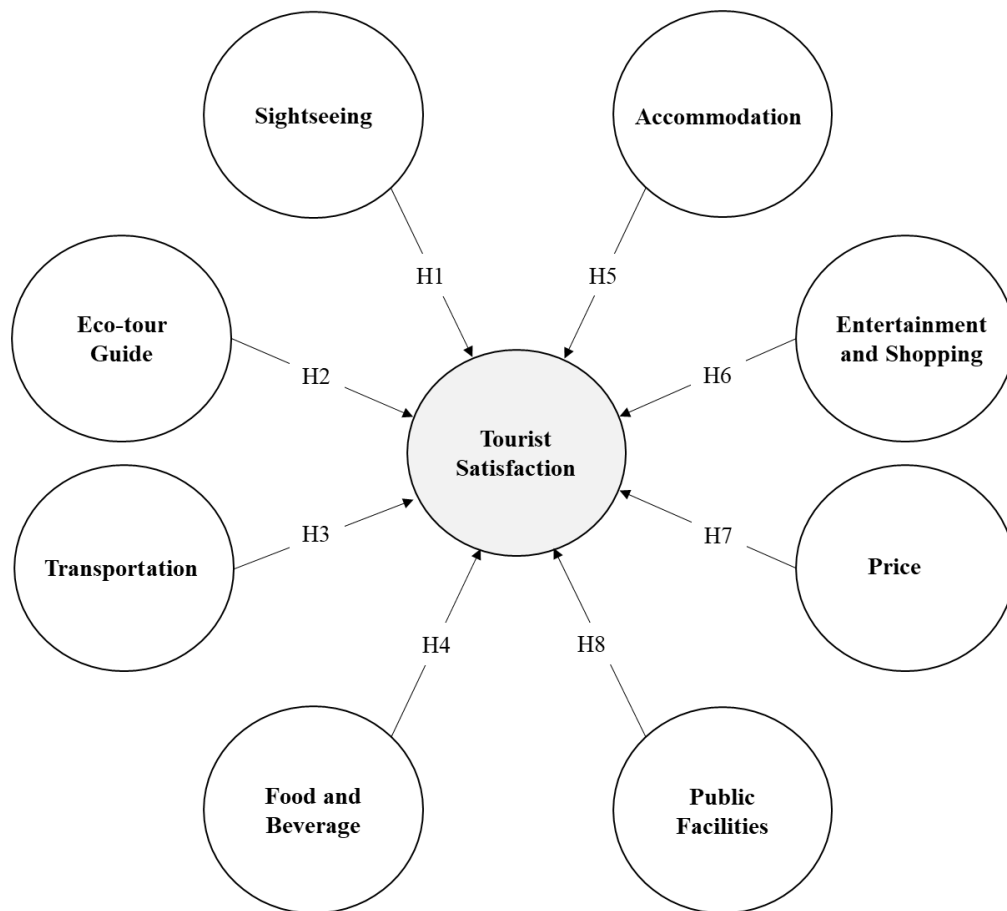 Sightseeing
Accommodation
H1
H5
Eco-tour
Guide
H2
H6
Entertainment
and Shopping
Tourist
Satisfaction
Transportation
H3
H7
Price
H4
H8
Food and
Beverage
Public
Facilities